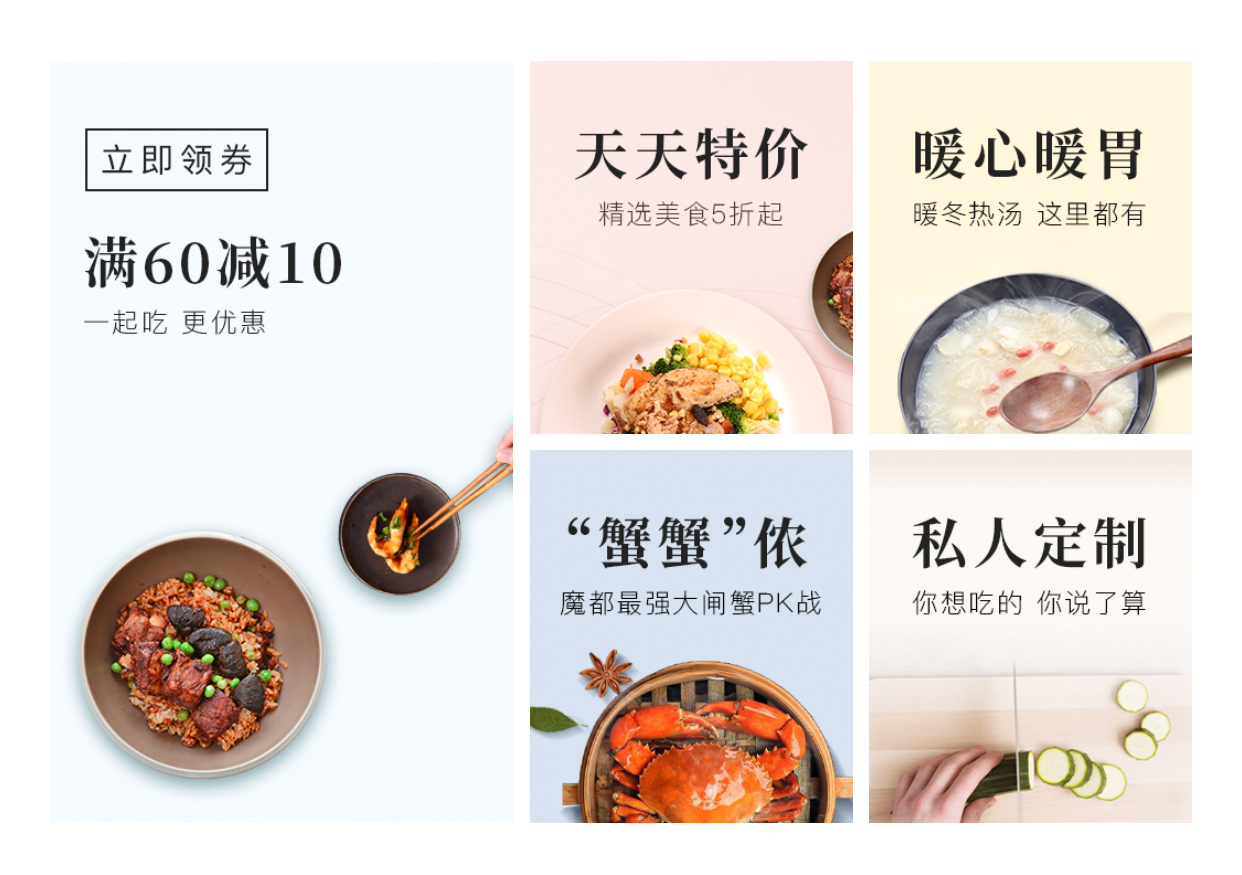 立即领券
满60减10
一起吃 更优惠
天天特价
精选美食5折起
暖心暖胃
暖冬热汤 这里都有
“蟹蟹”侬
魔都最强大闸蟹PK战
私人定制
你想吃的 你说了算